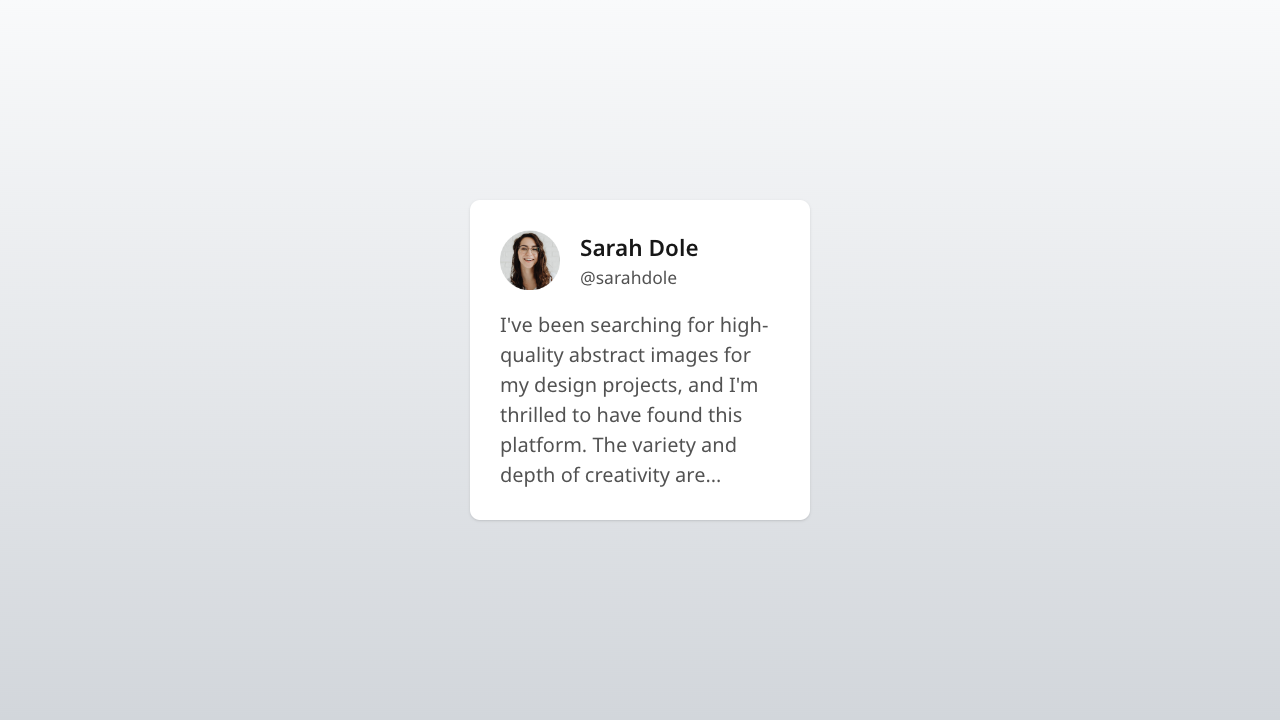 Sarah Dole
@sarahdole
I've been searching for high-
quality abstract images for
my design projects, and I'm
thrilled to have found this
platform. The variety and
depth of creativity are...